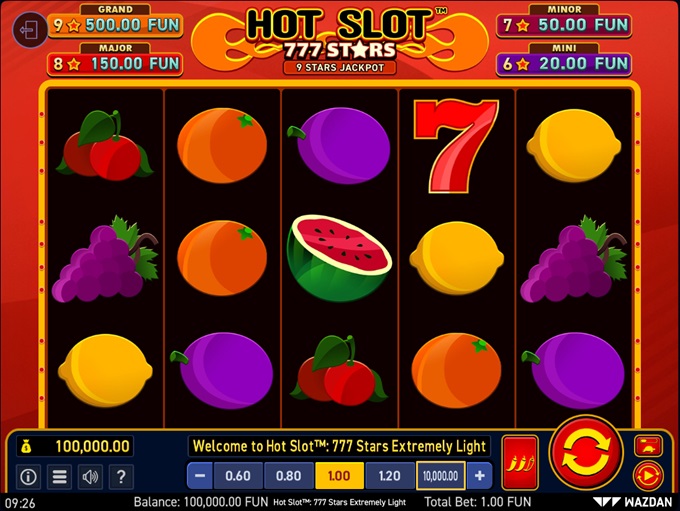 GRAND
9 ☆ 500.00 FUN
MAJOR
8 ☆ 150.00 FUN
HOT SLOT™
777 ST★RS
9 STARS JACKPOT
MINOR
7 ☆ 50.00 FUN
MINI
6 ☆ 20.00 FUN
7
100,000.00
Welcome to Hot Slot™: 777 Stars Extremely Light
− 0.60 0.80 1.00 1.20 10,000.00 +
?
09:26 Balance: 100,000.00 FUN Hot Slot™: 777 Stars Extremely Light Total Bet: 1.00 FUN WAZDAN